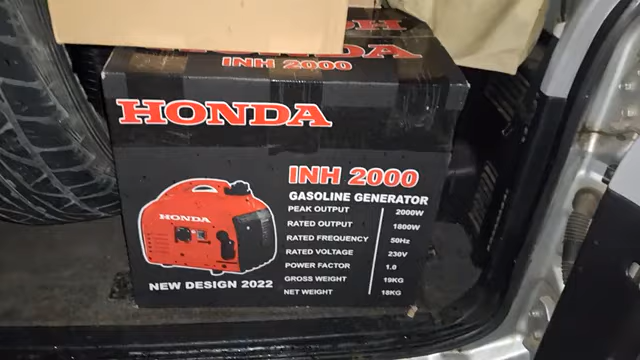 HONDA
INH 2000
HONDA
INH 2000
GASOLINE GENERATOR
PEAK OUTPUT 2000W
RATED OUTPUT 1800W
RATED FREQUENCY 50Hz
RATED VOLTAGE 230V
POWER FACTOR 1.0
GROSS WEIGHT 19KG
NET WEIGHT 18KG
HONDA
NEW DESIGN 2022